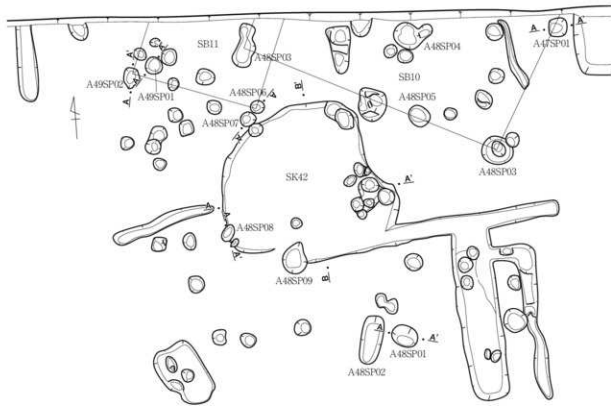 SB11
A48SP03
A48SP04
A47SP01
A
A'
SB10
A49SP02
A'
A
A49SP01
A
A'
A48SP06
A48SP05
A48SP07
A'
A
B'
A48SP03
SK42
A'
A
A48SP08
A
A'
A48SP09
B
A
A48SP01
A'
A48SP02